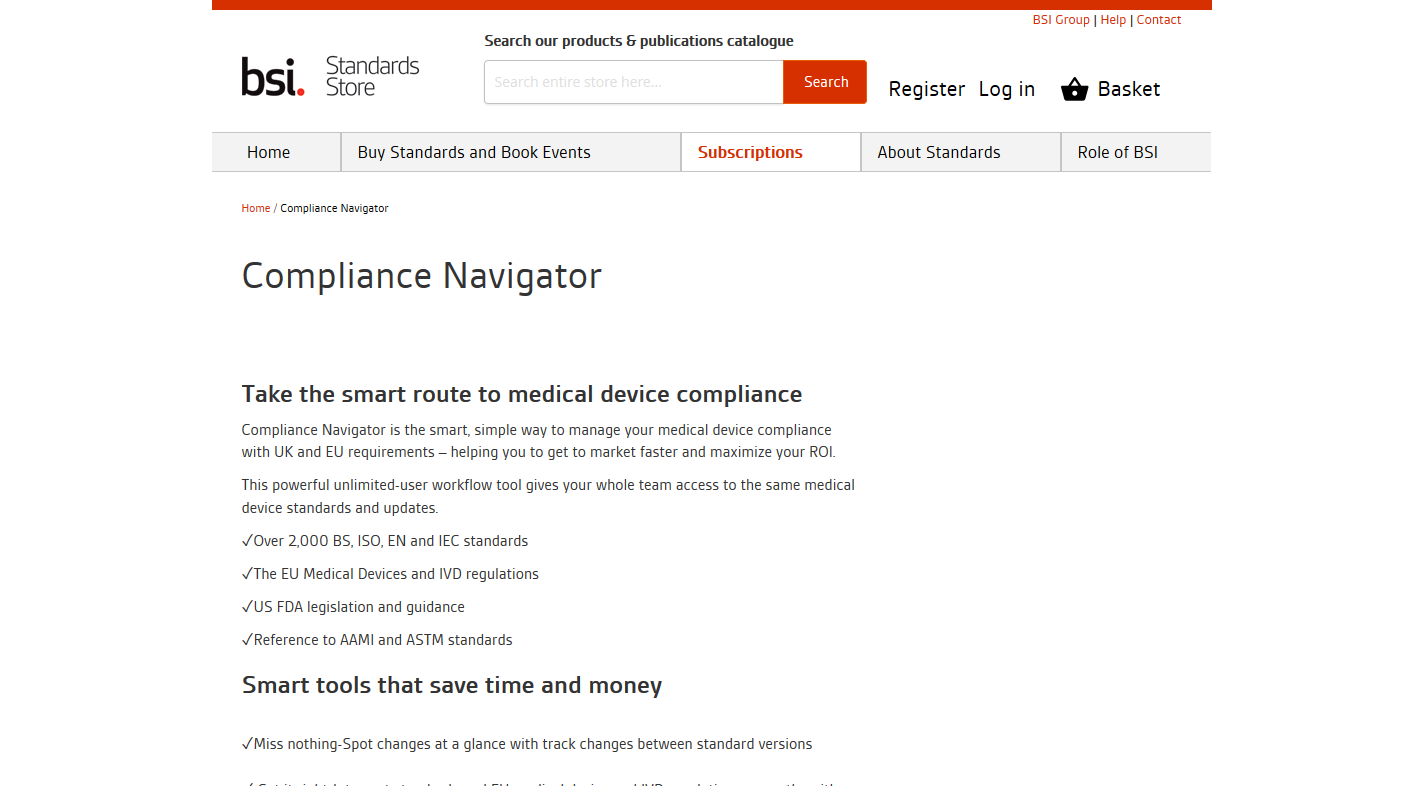 BSI Group | Help | Contact
Search our products & publications catalogue
bsi. Standards Store
Search entire store here...
Search
Register Log in Basket
Home Buy Standards and Book Events Subscriptions About Standards Role of BSI
Home / Compliance Navigator
Compliance Navigator
Take the smart route to medical device compliance
Compliance Navigator is the smart, simple way to manage your medical device compliance
with UK and EU requirements – helping you to get to market faster and maximize your ROI.
This powerful unlimited-user workflow tool gives your whole team access to the same medical
device standards and updates.
✓Over 2,000 BS, ISO, EN and IEC standards
✓The EU Medical Devices and IVD regulations
✓US FDA legislation and guidance
✓Reference to AAMI and ASTM standards
Smart tools that save time and money
✓Miss nothing-Spot changes at a glance with track changes between standard versions